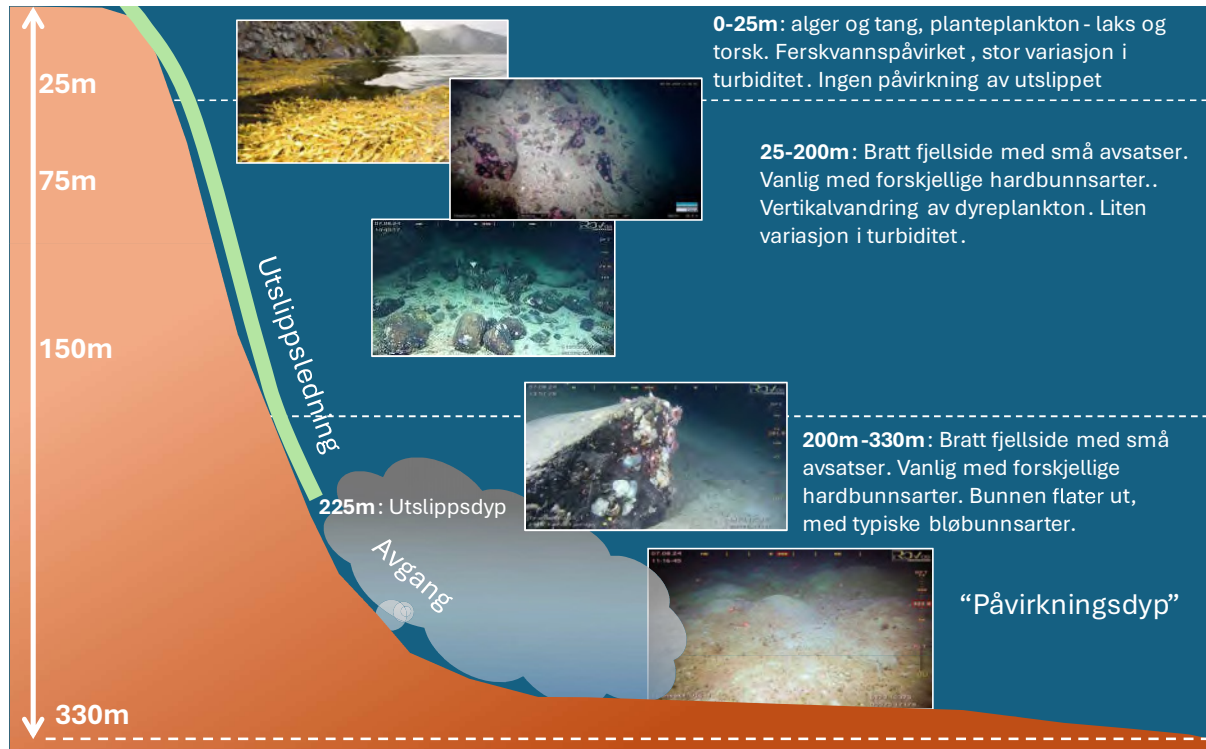 0-25m: alger og tang, planteplankton - laks og
torsk. Ferskvannspåvirket , stor variasjon i
turbiditet. Ingen påvirkning av utslippet
25m
25-200m: Bratt fjellside med små avsatser.
Vanlig med forskjellige hardbunnsarter..
Vertikalvandring av dyreplankton. Liten
variasjon i turbiditet.
75m
Utslippsledning
150m
200m-330m: Bratt fjellside med små
avsatser. Vanlig med forskjellige
hardbunnsarter. Bunnen flater ut,
med typiske bløbunnsarter.
225m: Utslippsdyp
Avgang
"Påvirkningsdyp"
330m